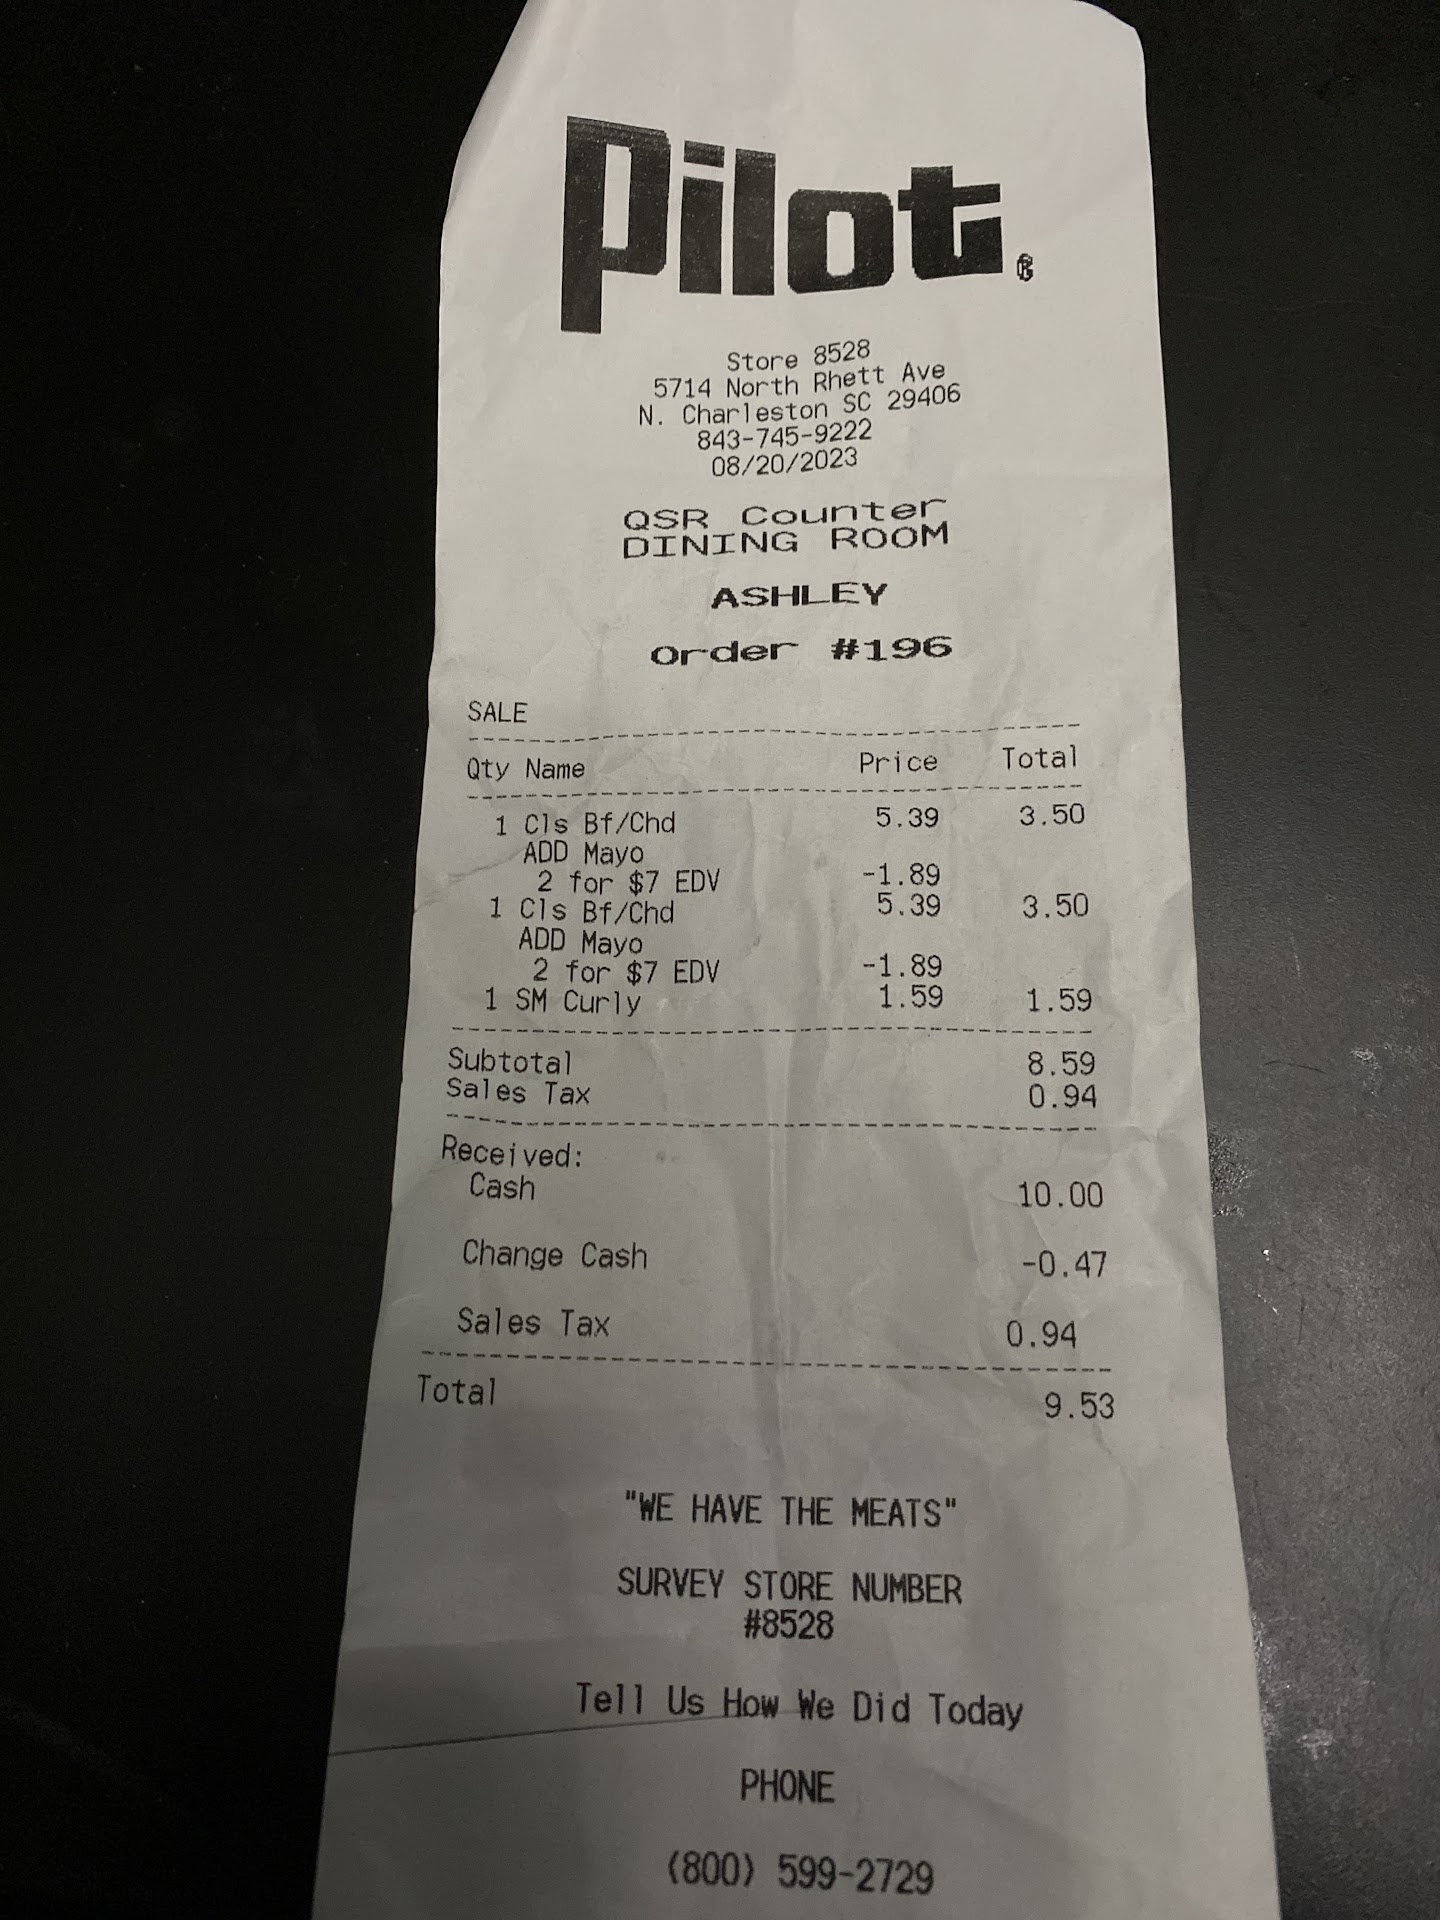 Pilot®
Store 8528
5714 North Rhett Ave
N. Charleston SC 29406
843-745-9222
08/20/2023
QSR Counter
DINING ROOM
ASHLEY
Order #196
SALE
Qty Name Price Total
1 Cls Bf/Chd 5.39 3.50
ADD Mayo
2 for $7 EDV -1.89
1 Cls Bf/Chd 5.39 3.50
ADD Mayo
2 for $7 EDV -1.89
1 SM Curly 1.59 1.59
Subtotal 8.59
Sales Tax 0.94
Received:
Cash 10.00
Change Cash -0.47
Sales Tax 0.94
Total 9.53
"WE HAVE THE MEATS"
SURVEY STORE NUMBER
#8528
Tell Us How We Did Today
PHONE
(800) 599-2729